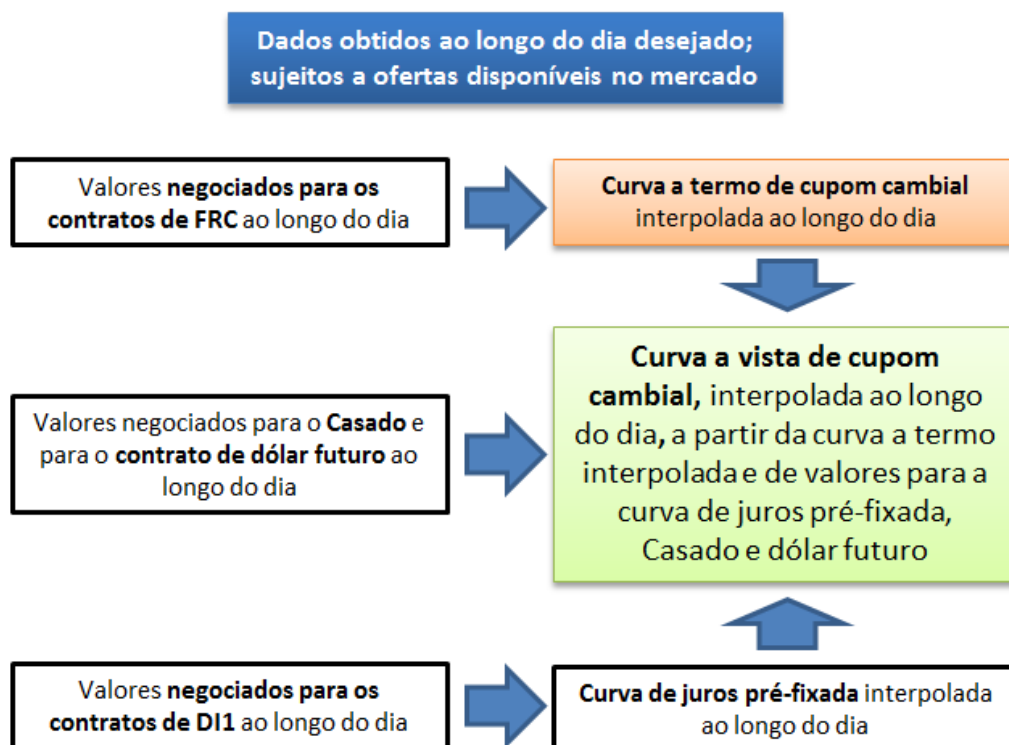 Dados obtidos ao longo do dia desejado;
sujeitos a ofertas disponíveis no mercado
Valores negociados para os
contratos de FRC ao longo do dia
Curva a termo de cupom cambial
interpolada ao longo do dia
Valores negociados para o Casado e
para o contrato de dólar futuro ao
longo do dia
Curva a vista de cupom
cambial, interpolada ao longo
do dia, a partir da curva a termo
interpolada e de valores para a
curva de juros pré-fixada,
Casado e dólar futuro
Valores negociados para os
contratos de DI1 ao longo do dia
Curva de juros pré-fixada interpolada
ao longo do dia